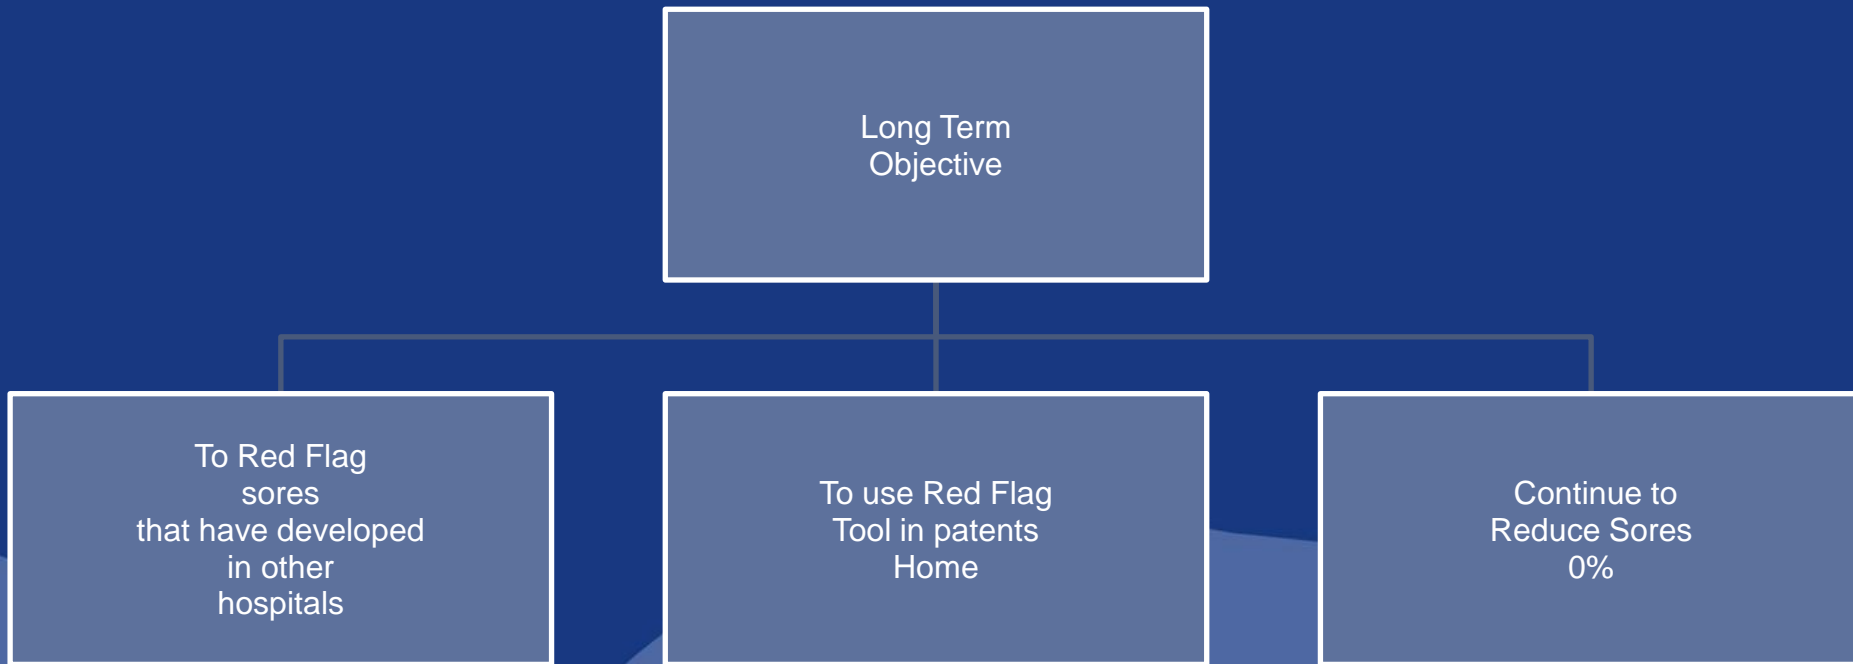 Long Term
Objective
To Red Flag
sores
that have developed
in other
hospitals
To use Red Flag
Tool in patents
Home
Continue to
Reduce Sores
0%